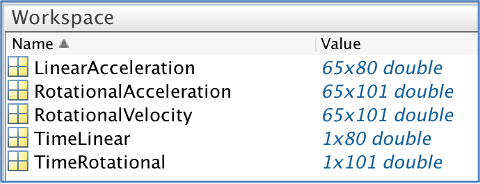 Workspace
Name Value
LinearAcceleration 65x80 double
RotationalAcceleration 65x101 double
RotationalVelocity 65x101 double
TimeLinear 1x80 double
TimeRotational 1x101 double